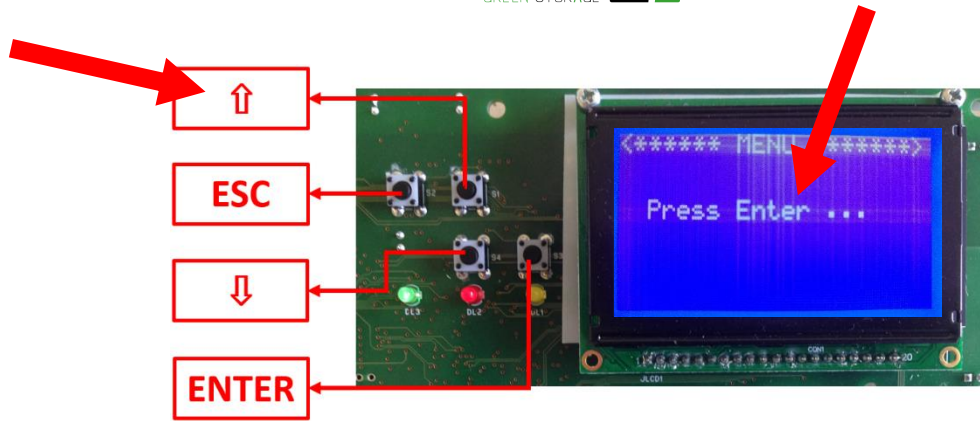 GREEN STORAGE
⇧
ESC
⇩
ENTER
S2
S1
S4
S3
DL3
DL2
DL1
<****** MENU ******>
Press Enter ...
CON1
20
JLCD1